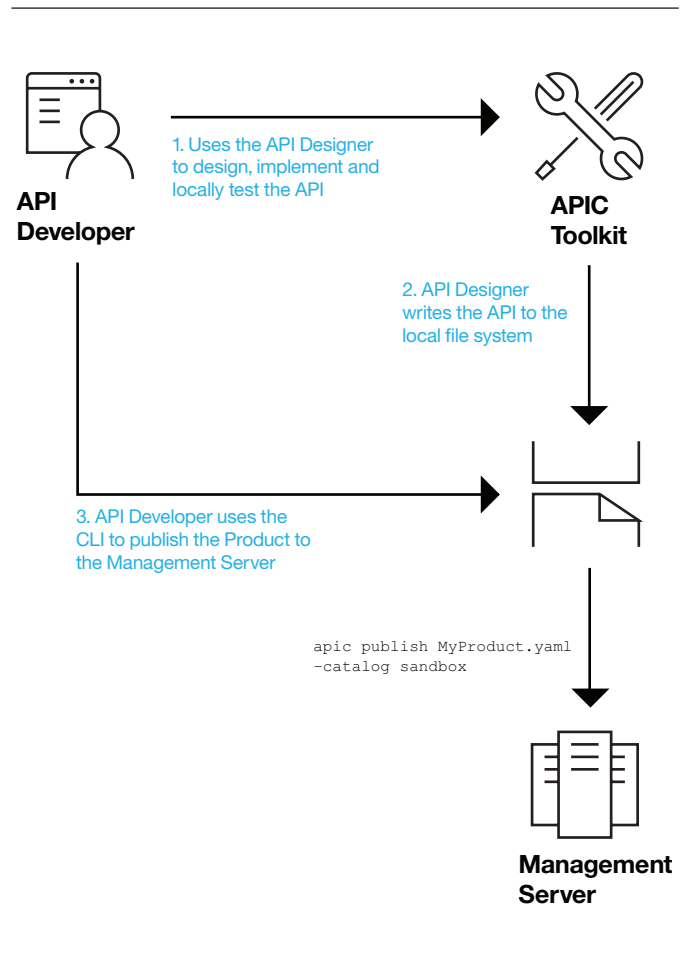 1. Uses the API Designer
to design, implement and
locally test the API
API
Developer
APIC
Toolkit
2. API Designer
writes the API to the
local file system
3. API Developer uses the
CLI to publish the Product to
the Management Server
apic publish MyProduct.yaml
-catalog sandbox
Management
Server